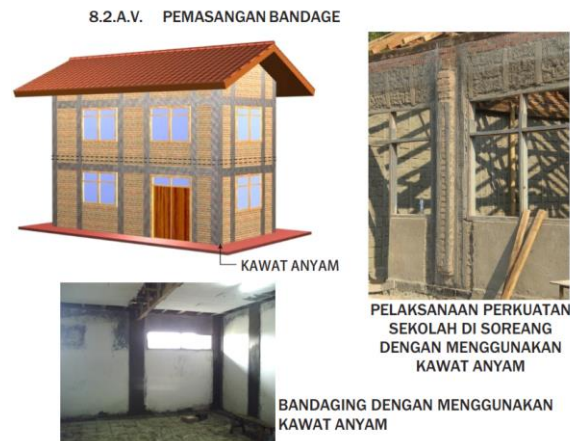 8.2.A.V. PEMASANGAN BANDAGE
KAWAT ANYAM
PELAKSANAAN PERKUATAN
SEKOLAH DI SOREANG
DENGAN MENGGUNAKAN
KAWAT ANYAM
BANDAGING DENGAN MENGGUNAKAN
KAWAT ANYAM